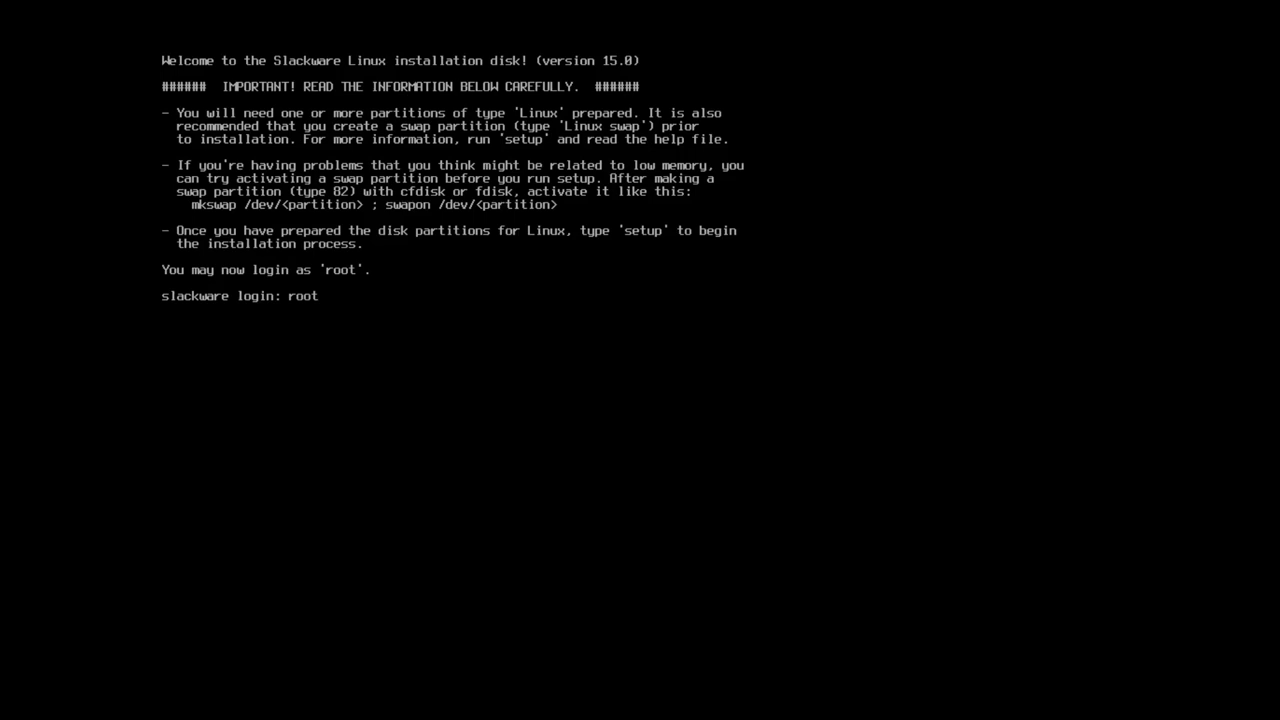 Welcome to the Slackware Linux installation disk! (version 15.0)
######  IMPORTANT! READ THE INFORMATION BELOW CAREFULLY.  ######
- You will need one or more partitions of type 'Linux' prepared. It is also
recommended that you create a swap partition (type 'Linux swap') prior
to installation. For more information, run 'setup' and read the help file.
- If you're having problems that you think might be related to low memory, you
can try activating a swap partition before you run setup. After making a
swap partition (type 82) with cfdisk or fdisk, activate it like this:
mkswap /dev/<partition> ; swapon /dev/<partition>
- Once you have prepared the disk partitions for Linux, type 'setup' to begin
the installation process.
You may now login as 'root'.
slackware login: root